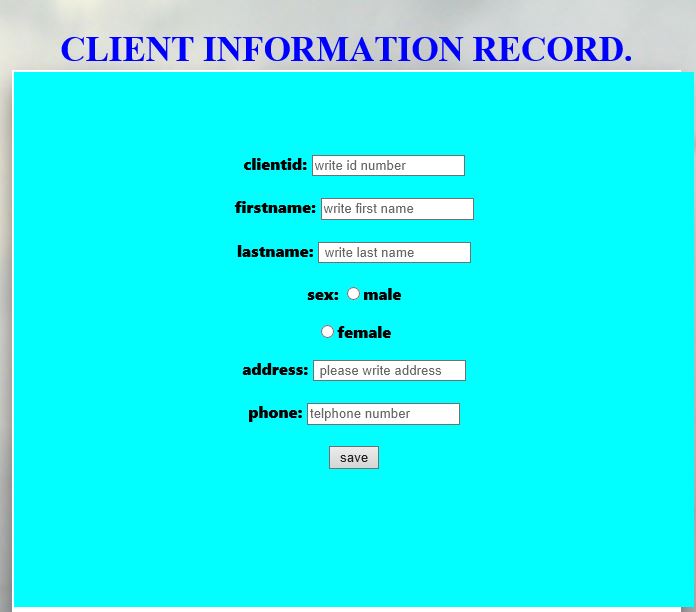 CLIENT INFORMATION RECORD.
clientid: write id number
firstname: write first name
lastname: write last name
sex: male
female
address: please write address
phone: telphone number
save